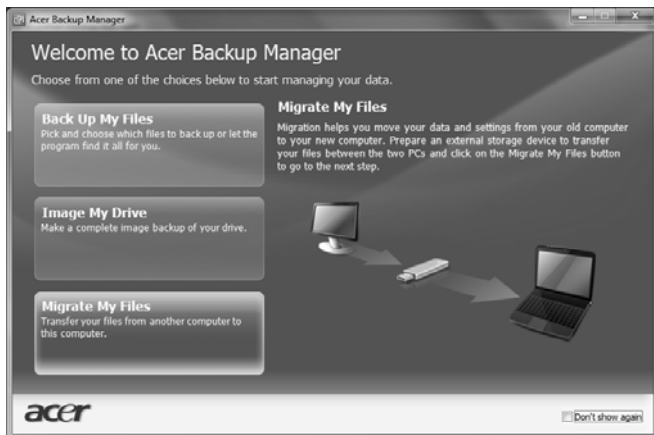 Acer Backup Manager
Welcome to Acer Backup Manager
Choose from one of the choices below to start managing your data.
Back Up My Files
Pick and choose which files to back up or let the
program find it all for you.
Image My Drive
Make a complete image backup of your drive.
Migrate My Files
Transfer your files from another computer to
this computer.
Migrate My Files
Migration helps you move your data and settings from your old computer
to your new computer. Prepare an external storage device to transfer
your files between the two PCs and click on the Migrate My Files button
to go to the next step.
acer
Don't show again